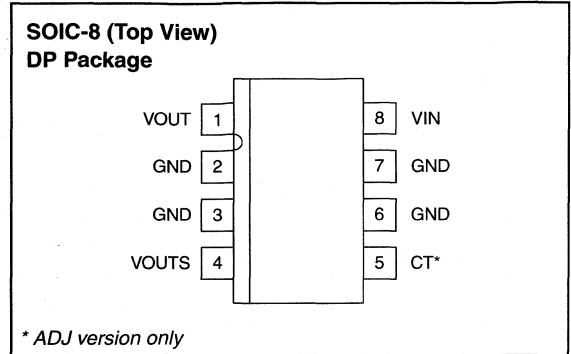 SOIC-8 (Top View)
DP Package
VOUT 1 8 VIN
GND 2 7 GND
GND 3 6 GND
VOUTS 4 5 CT*
* ADJ version only